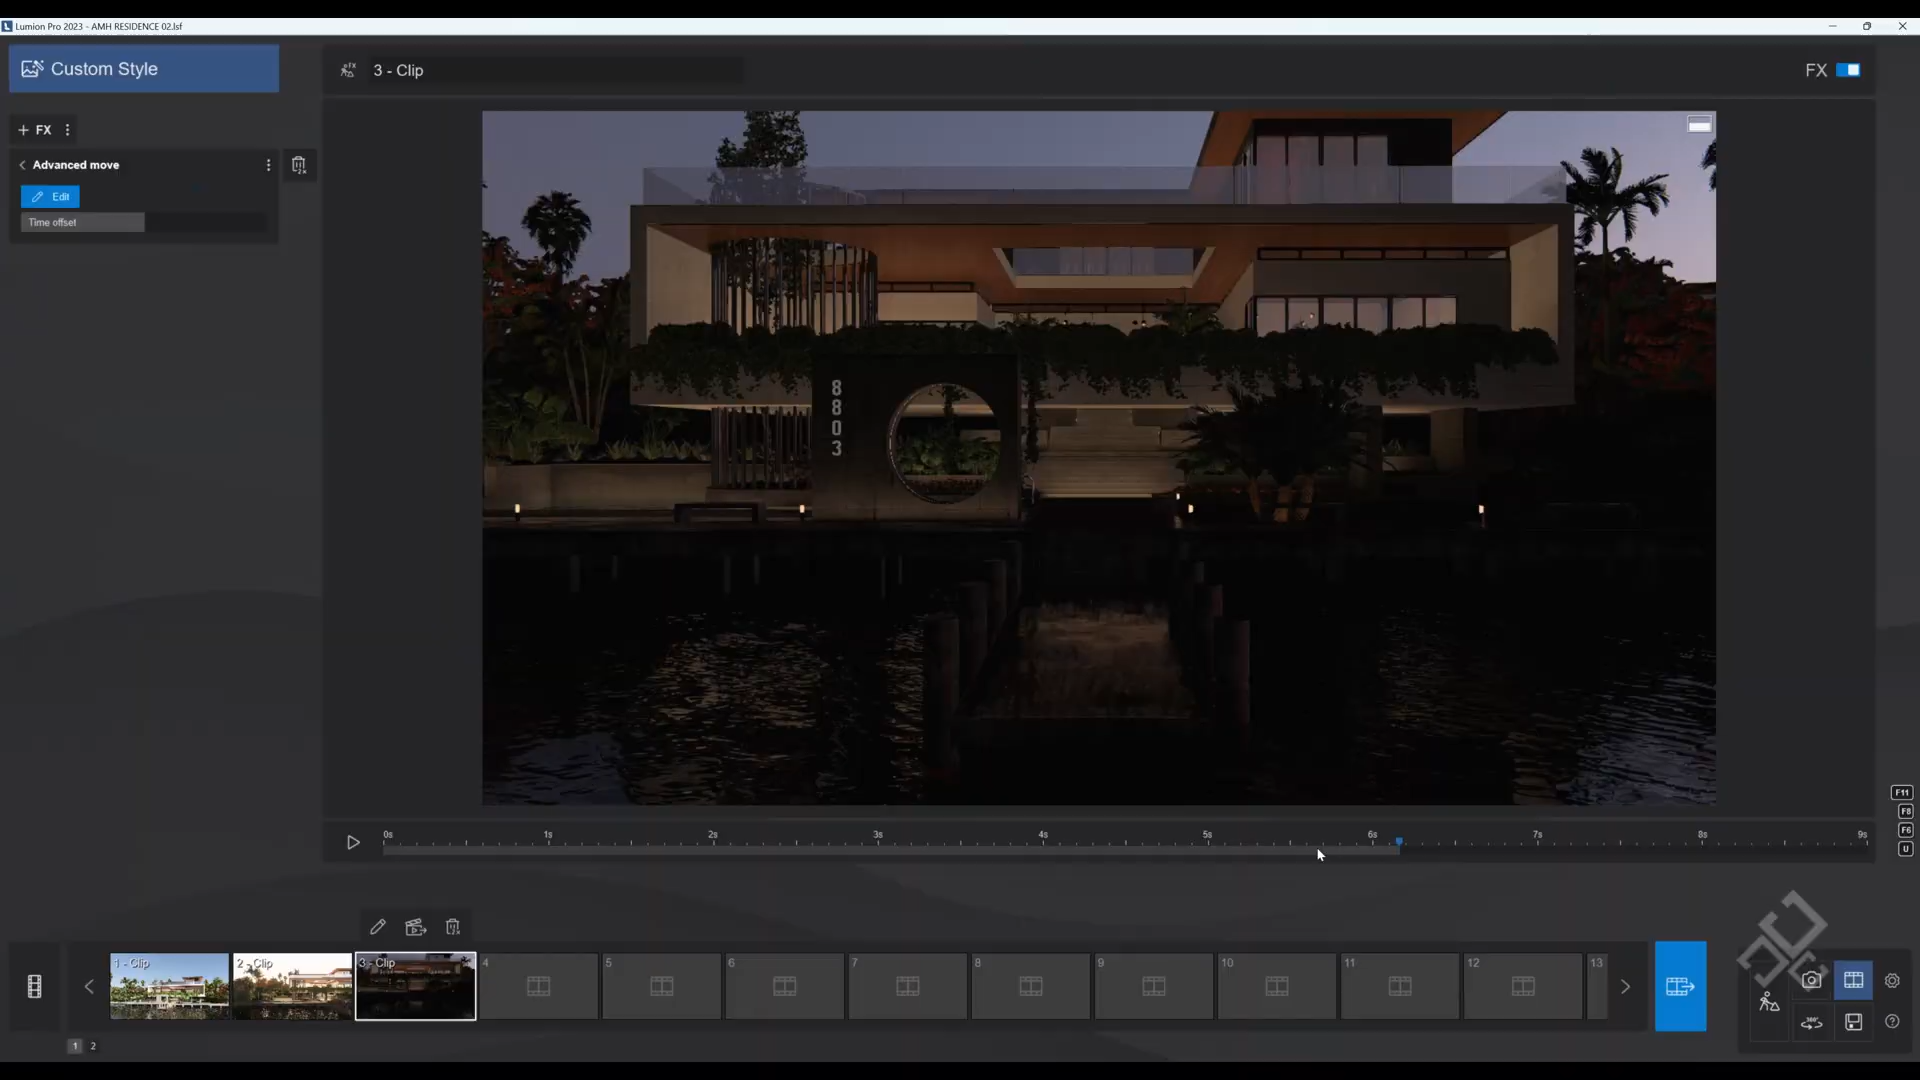 Lumion Pro 2023 - AMH RESIDENCE 02.lsf
Custom Style
3 - Clip
FX
+ FX
Advanced move
Edit
Time offset
8
8
0
3
0s 1s 2s 3s 4s 5s 6s 7s 8s 9s
F11
F8
F6
U
1 - Clip 2 - Clip 3 - Clip 4 5 6 7 8 9 10 11 12 13
360°
1 2